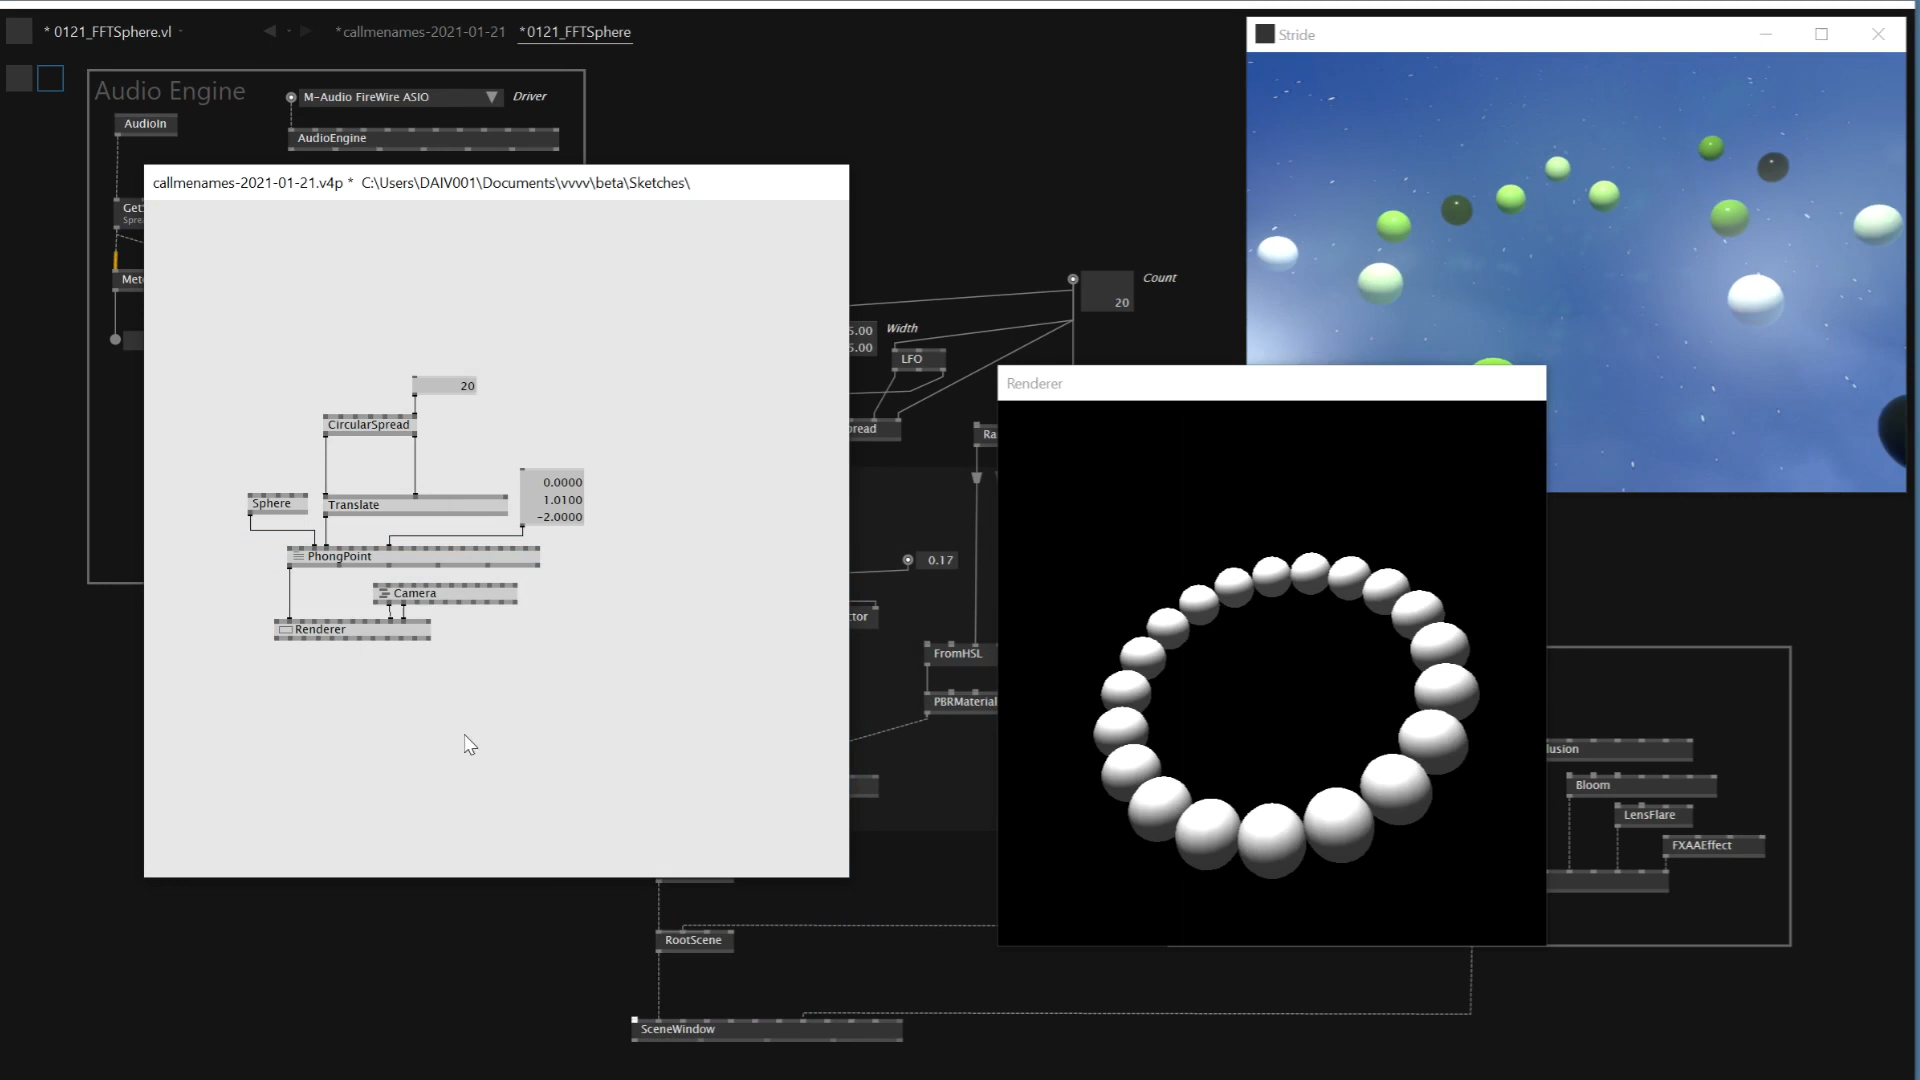 * 0121_FFTSphere.vl
*callmenames-2021-01-21
*0121_FFTSphere
Stride
Audio Engine
M-Audio FireWire ASIO
Driver
AudioIn
AudioEngine
callmenames-2021-01-21.v4p * C:\Users\DAIV001\Documents\vvvv\beta\Sketches\
Count
20
Width
5.00
LFO
Renderer
20
CircularSpread
0.0000
1.0100
-2.0000
Sphere
Translate
PhongPoint
Camera
Renderer
0.17
FromHSL
PBRMaterial
Bloom
LensFlare
FXAAEffect
RootScene
SceneWindow